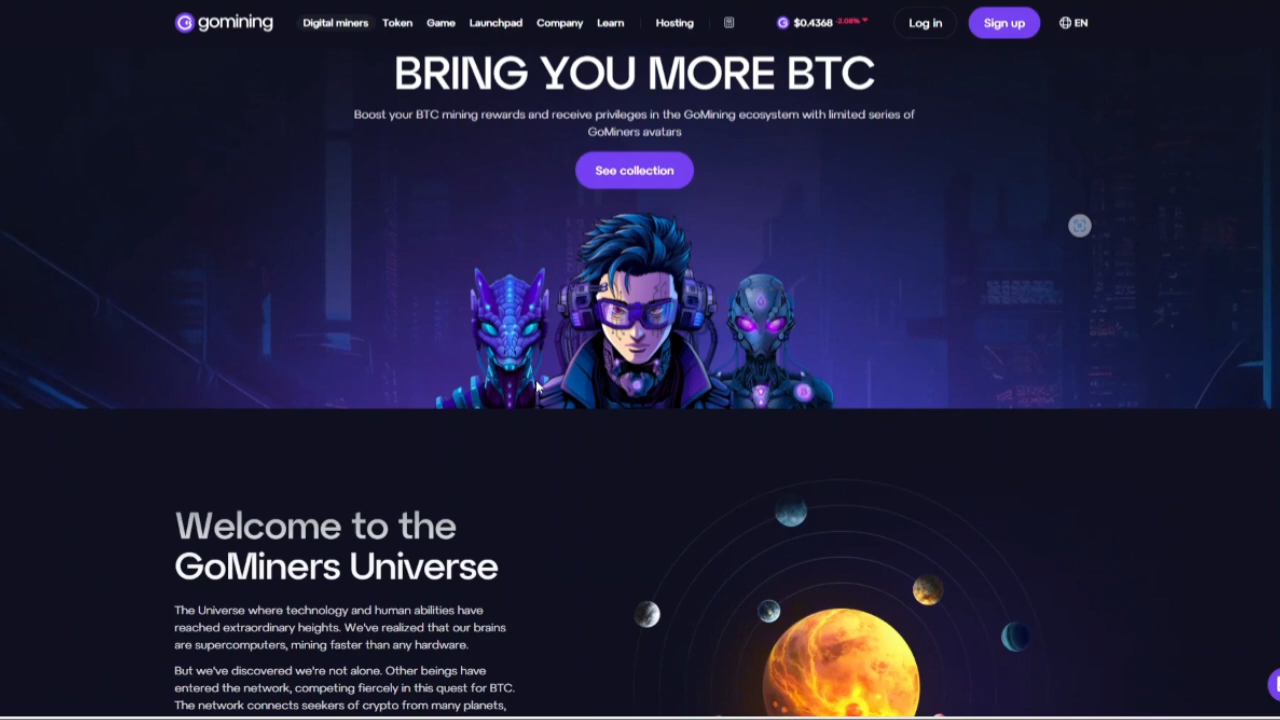 gomining Digital miners Token Game Launchpad Company Learn Hosting $0.4368 -2.08% Log in Sign up EN
BRING YOU MORE BTC
Boost your BTC mining rewards and receive privileges in the GoMining ecosystem with limited series of
GoMiners avatars
See collection
Welcome to the
GoMiners Universe
The Universe where technology and human abilities have
reached extraordinary heights. We've realized that our brains
are supercomputers, mining faster than any hardware.
But we've discovered we're not alone. Other beings have
entered the network, competing fiercely in this quest for BTC.
The network connects seekers of crypto from many planets,